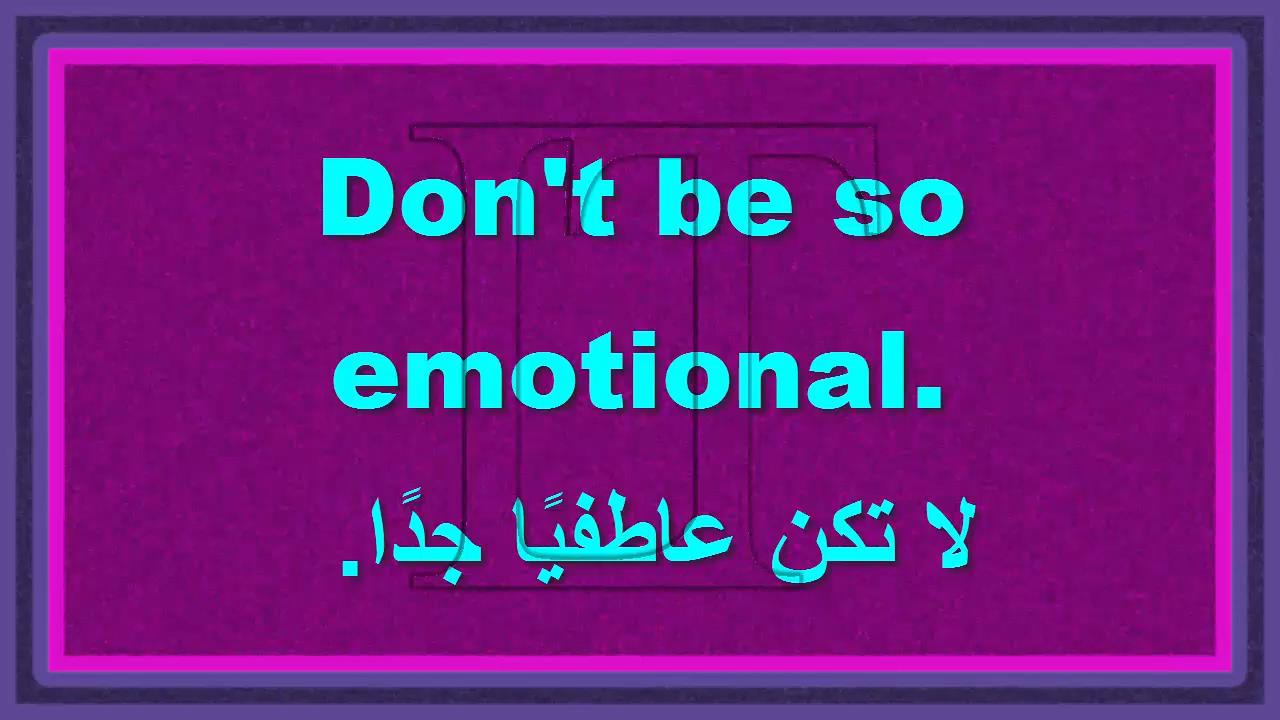 Don't be so
emotional.
لا تكن عاطفيًا جدًا.